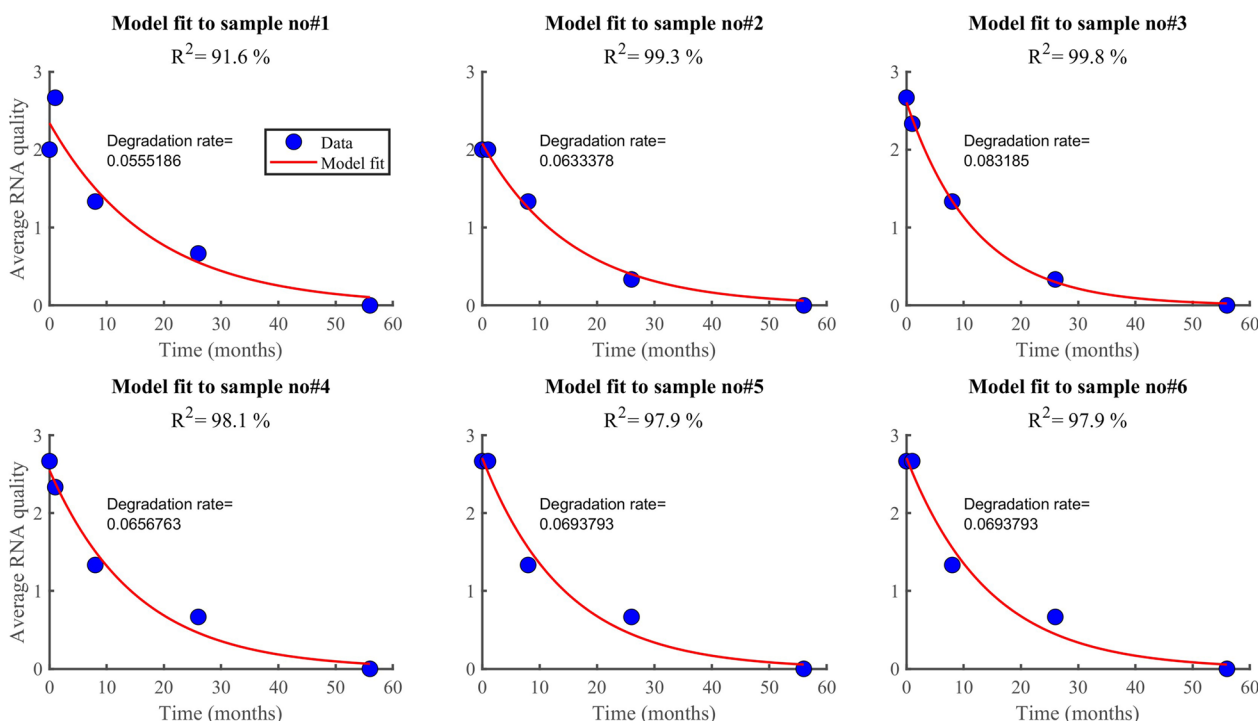 Model fit to sample no#1
R²= 91.6 %
3
2
1
0
Average RNA quality
Degradation rate=
0.0555186
Data
Model fit
0 10 20 30 40 50 60
Time (months)
Model fit to sample no#2
R²= 99.3 %
3
2
1
0
Degradation rate=
0.0633378
0 10 20 30 40 50 60
Time (months)
Model fit to sample no#3
R²= 99.8 %
3
2
1
0
Degradation rate=
0.083185
0 10 20 30 40 50 60
Time (months)
Model fit to sample no#4
R²= 98.1 %
3
2
1
0
Average RNA quality
Degradation rate=
0.0656763
0 10 20 30 40 50 60
Time (months)
Model fit to sample no#5
R²= 97.9 %
3
2
1
0
Degradation rate=
0.0693793
0 10 20 30 40 50 60
Time (months)
Model fit to sample no#6
R²= 97.9 %
3
2
1
0
Degradation rate=
0.0693793
0 10 20 30 40 50 60
Time (months)